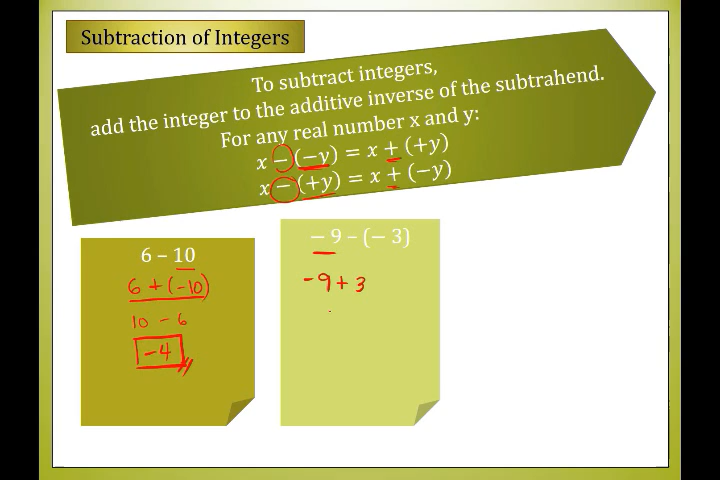 Subtraction of Integers
To subtract integers,
add the integer to the additive inverse of the subtrahend.
For any real number x and y:
x − (−y) = x + (+y)
x − (+y) = x + (−y)
6 – 10
6 + (-10)
10 - 6
-4
− 9 – (− 3)
-9 + 3